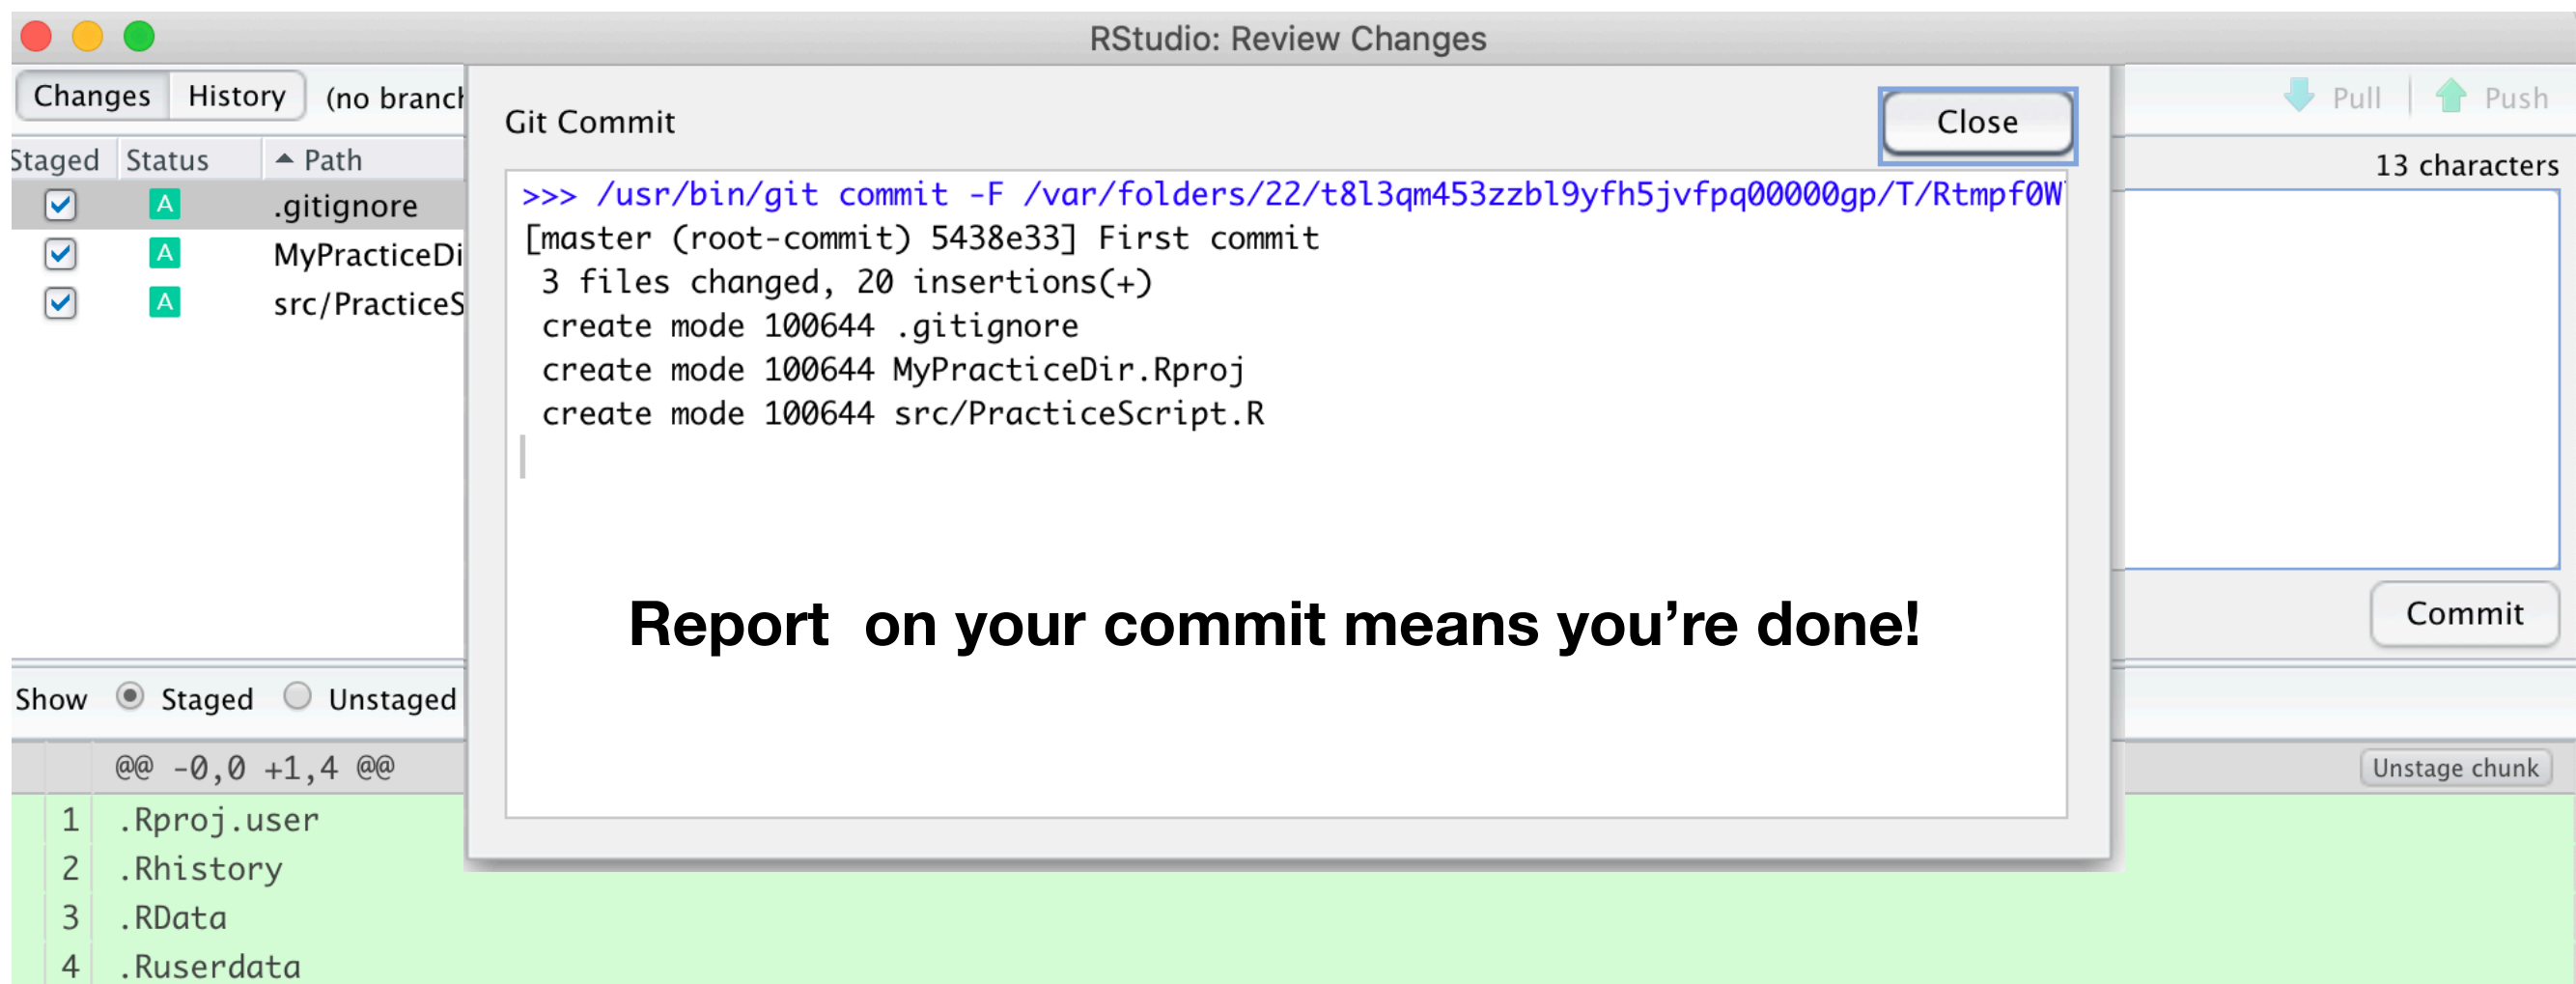 RStudio: Review Changes
Changes History (no branch
Pull Push
Staged Status Path
.gitignore
MyPracticeDi
src/PracticeS
A
A
A
13 characters
Git Commit
Close
>>> /usr/bin/git commit -F /var/folders/22/t8l3qm453zzbl9yfh5jvfpq00000gp/T/Rtmpf0W
[master (root-commit) 5438e33] First commit
3 files changed, 20 insertions(+)
create mode 100644 .gitignore
create mode 100644 MyPracticeDir.Rproj
create mode 100644 src/PracticeScript.R
Report on your commit means you’re done!
Commit
Show Staged Unstaged
@@ -0,0 +1,4 @@
Unstage chunk
1 .Rproj.user
2 .Rhistory
3 .RData
4 .Ruserdata